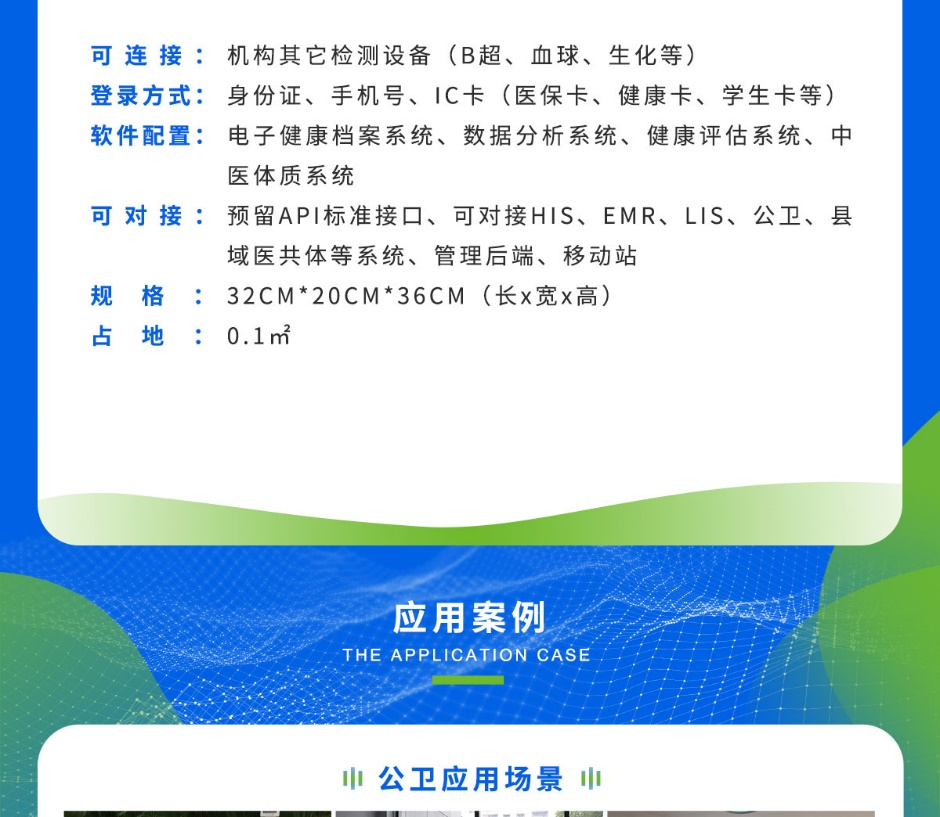 可连接：机构其它检测设备（B超、血球、生化等）
登录方式：身份证、手机号、IC卡（医保卡、健康卡、学生卡等）
软件配置：电子健康档案系统、数据分析系统、健康评估系统、中
医体质系统
可对接：预留API标准接口、可对接HIS、EMR、LIS、公卫、县
域医共体等系统、管理后端、移动站
规格：32CM*20CM*36CM（长x宽x高）
占地：0.1㎡
应用案例
THE APPLICATION CASE
公卫应用场景